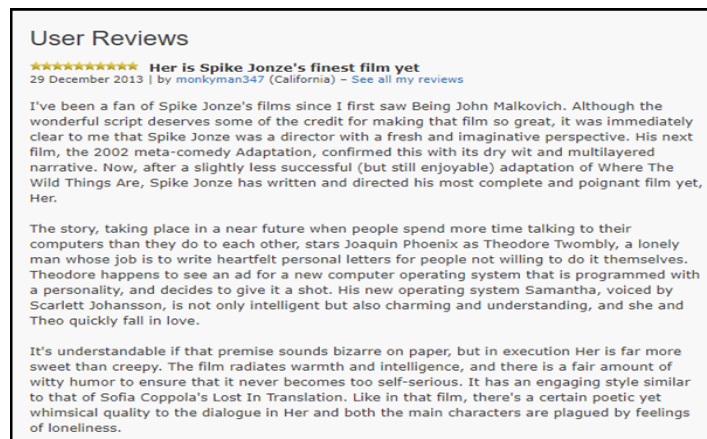 User Reviews
Her is Spike Jonze's finest film yet
29 December 2013 | by monkyman347 (California) – See all my reviews
I've been a fan of Spike Jonze's films since I first saw Being John Malkovich. Although the
wonderful script deserves some of the credit for making that film so great, it was immediately
clear to me that Spike Jonze was a director with a fresh and imaginative perspective. His next
film, the 2002 meta-comedy Adaptation, confirmed this with its dry wit and multilayered
narrative. Now, after a slightly less successful (but still enjoyable) adaptation of Where The
Wild Things Are, Spike Jonze has written and directed his most complete and poignant film yet,
Her.
The story, taking place in a near future when people spend more time talking to their
computers than they do to each other, stars Joaquin Phoenix as Theodore Twombly, a lonely
man whose job is to write heartfelt personal letters for people not willing to do it themselves.
Theodore happens to see an ad for a new computer operating system that is programmed with
a personality, and decides to give it a shot. His new operating system Samantha, voiced by
Scarlett Johansson, is not only intelligent but also charming and understanding, and she and
Theo quickly fall in love.
It's understandable if that premise sounds bizarre on paper, but in execution Her is far more
sweet than creepy. The film radiates warmth and intelligence, and there is a fair amount of
witty humor to ensure that it never becomes too self-serious. It has an engaging style similar
to that of Sofia Coppola's Lost In Translation. Like in that film, there's a certain poetic yet
whimsical quality to the dialogue in Her and both the main characters are plagued by feelings
of loneliness.